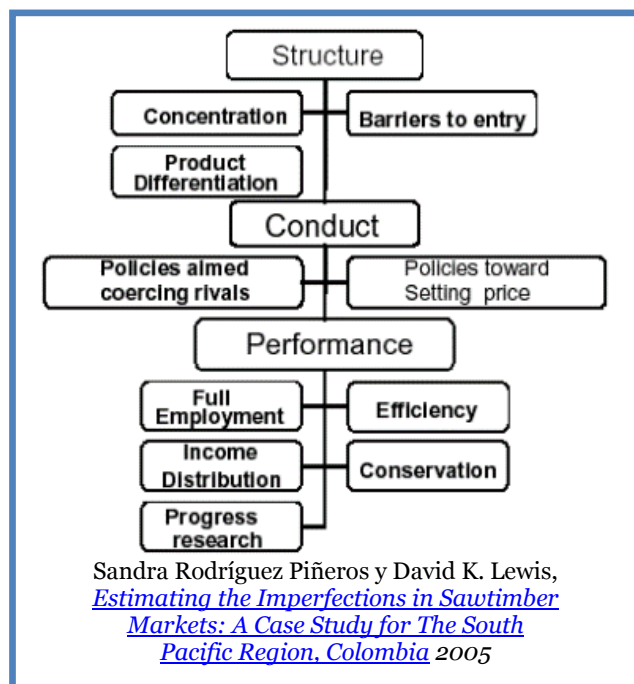 Structure
Concentration
Barriers to entry
Product
Differentiation
Conduct
Policies aimed
coercing rivals
Policies toward
Setting price
Performance
Full
Employment
Efficiency
Income
Distribution
Conservation
Progress
research
Sandra Rodríguez Piñeros y David K. Lewis,
Estimating the Imperfections in Sawtimber
Markets: A Case Study for The South
Pacific Region, Colombia 2005